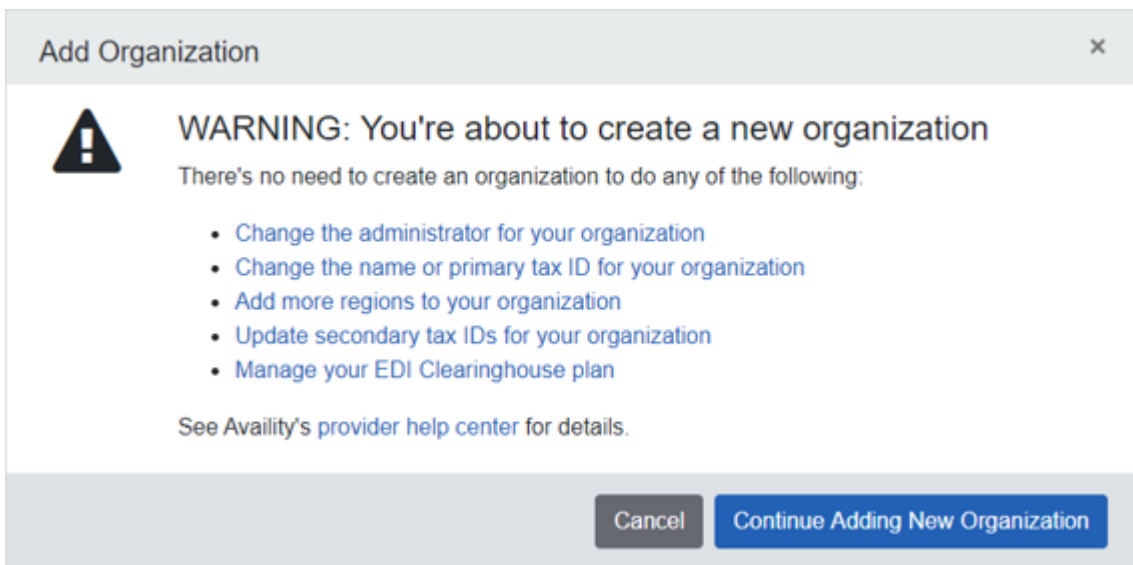 Add Organization
×
WARNING: You're about to create a new organization
There's no need to create an organization to do any of the following:
• Change the administrator for your organization
• Change the name or primary tax ID for your organization
• Add more regions to your organization
• Update secondary tax IDs for your organization
• Manage your EDI Clearinghouse plan
See Availity's provider help center for details.
Cancel
Continue Adding New Organization